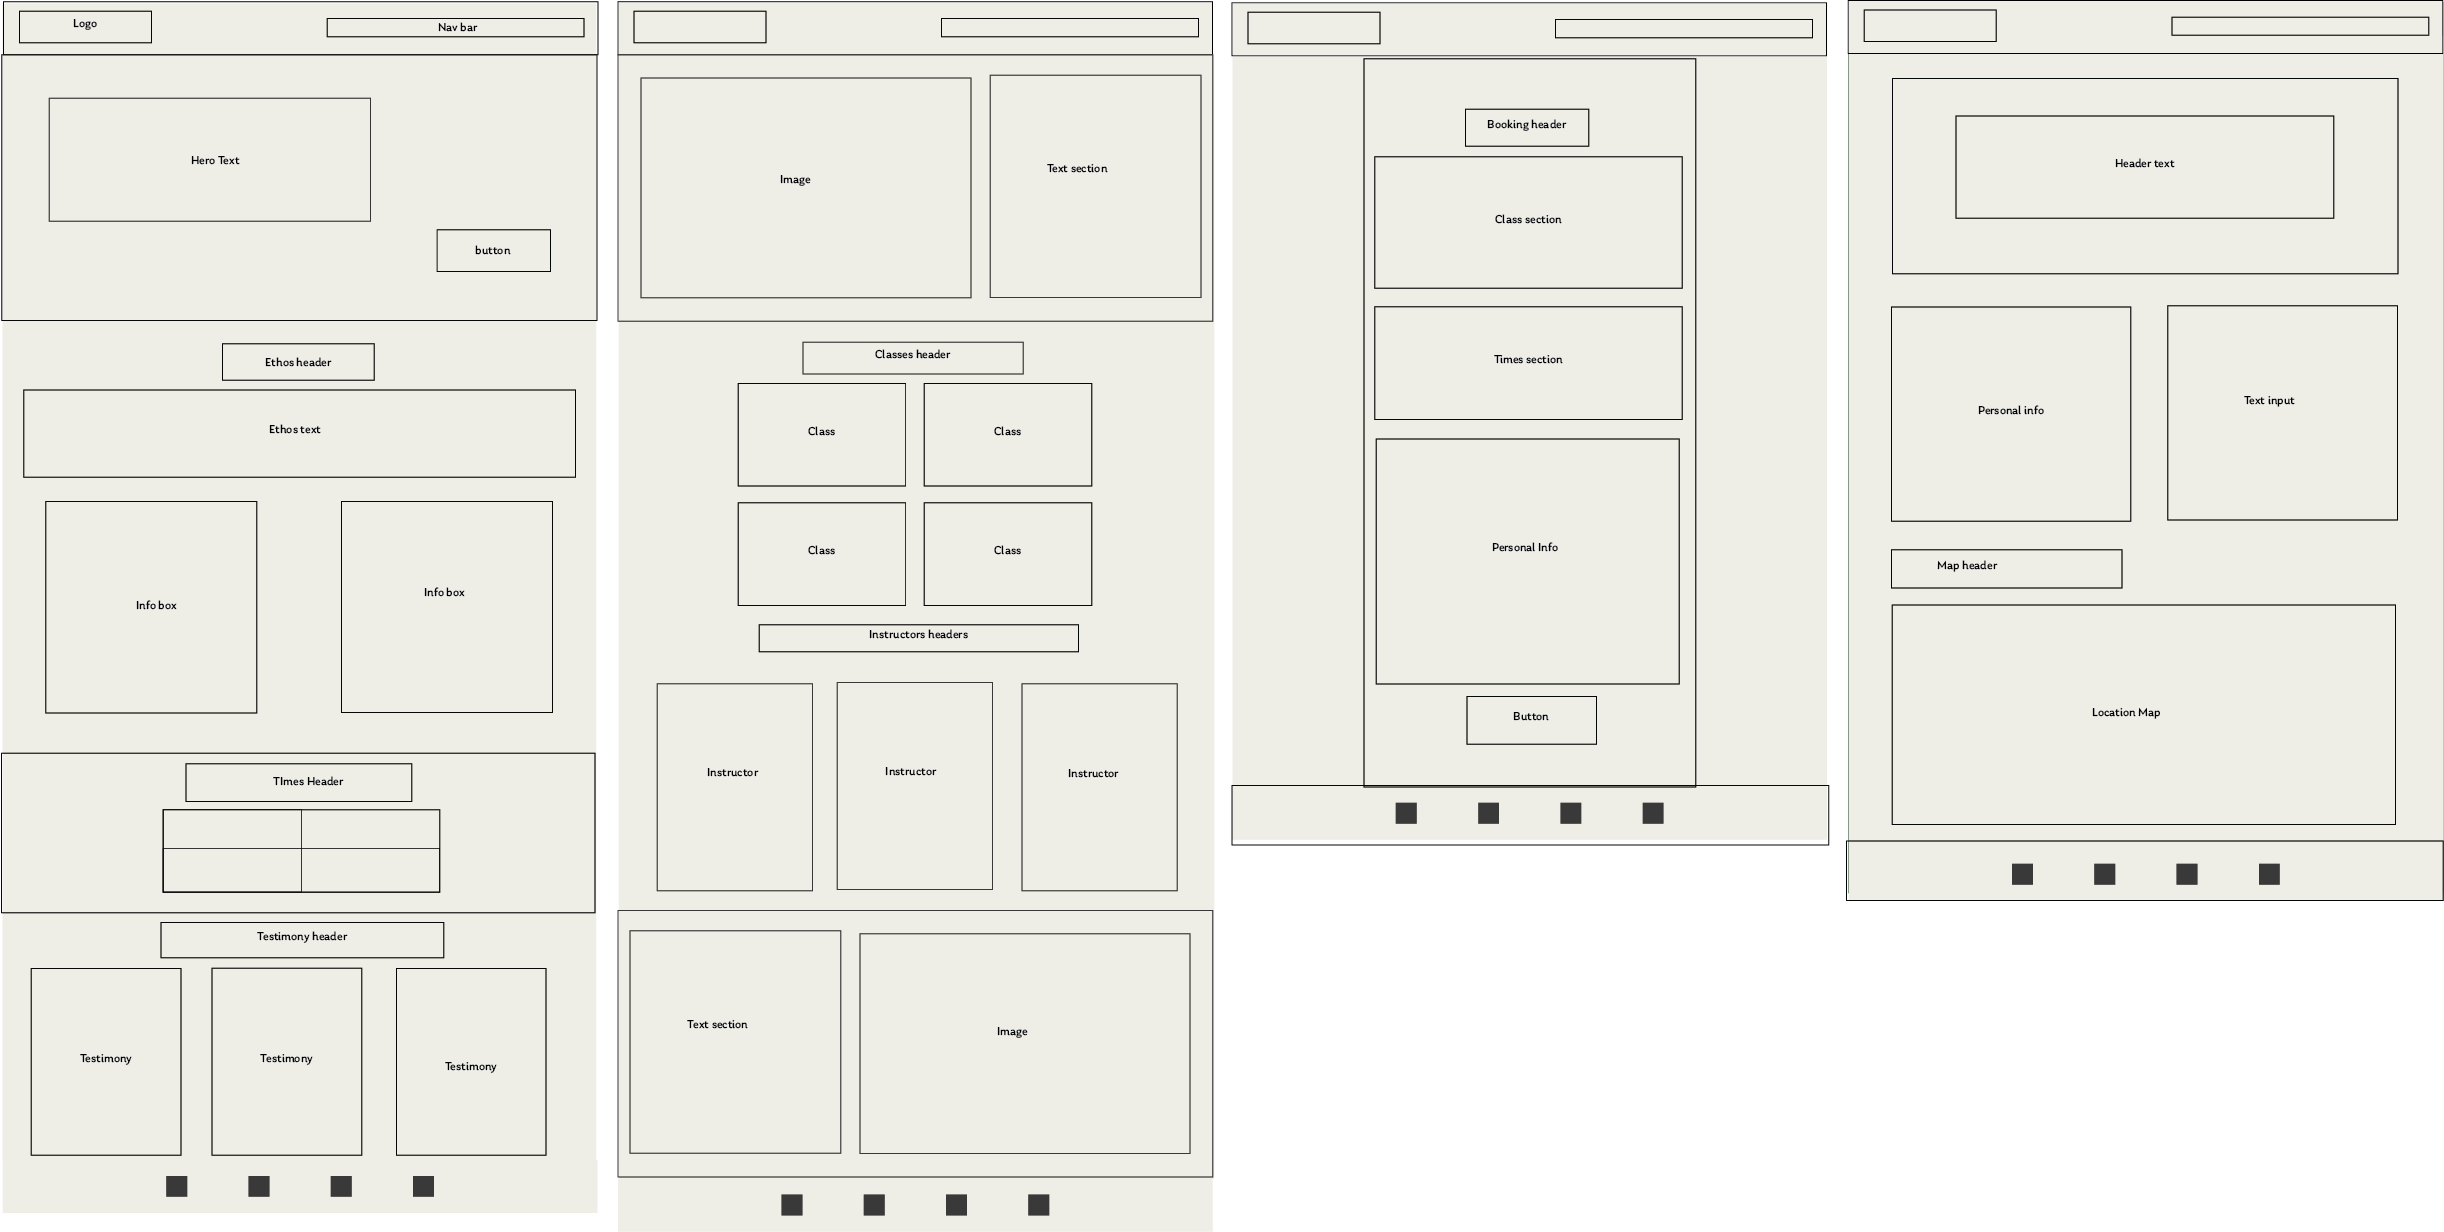 Logo
Nav bar
Hero Text
button
Ethos header
Ethos text
Info box
Info box
TImes Header
Testimony header
Testimony
Testimony
Testimony
Image
Text section
Classes header
Class
Class
Class
Class
Instructors headers
Instructor
Instructor
Instructor
Text section
Image
Booking header
Class section
Times section
Personal Info
Button
Header text
Personal info
Text input
Map header
Location Map